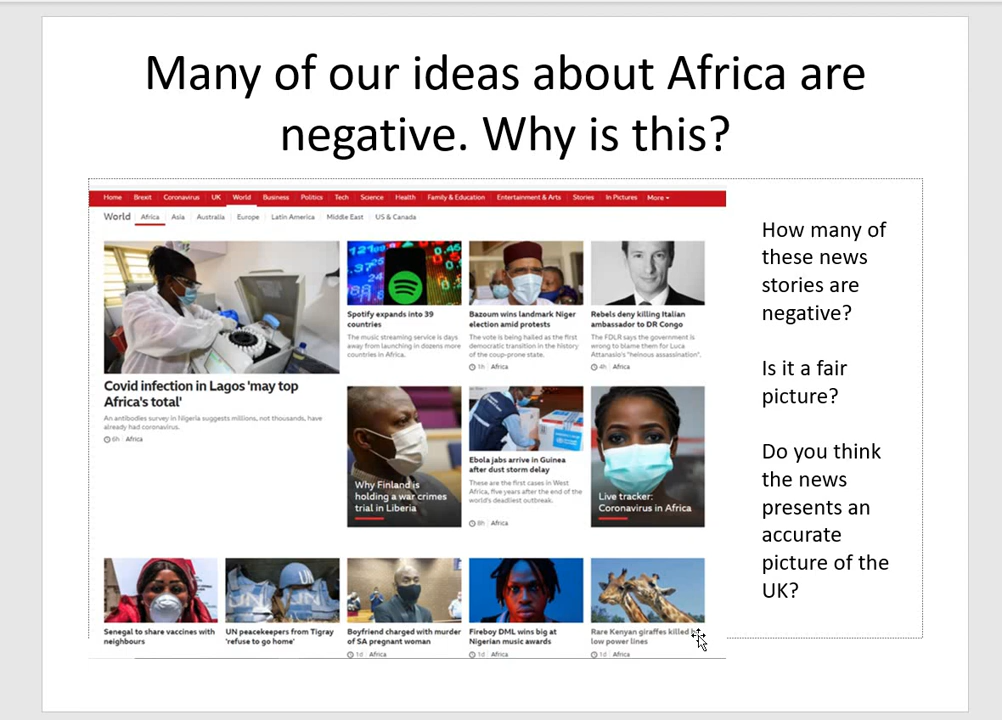 Many of our ideas about Africa are
negative. Why is this?
Home Brexit Coronavirus UK World Business Politics Tech Science Health Family & Education Entertainment & Arts Stories In Pictures More
World Africa Asia Australia Europe Latin America Middle East US & Canada
Covid infection in Lagos 'may top
Africa's total'
An antibodies survey in Nigeria suggests millions, not thousands, have
already had coronavirus.
6h Africa
Spotify expands into 39
countries
The music streaming service is days
away from launching in dozens more
countries in Africa.
Bazoum wins landmark Niger
election amid protests
The vote is being hailed as the first
democratic transition in the history
of the coup-prone state.
1h Africa
Rebels deny killing Italian
ambassador to DR Congo
The FDLR says the government is
wrong to blame them for Luca
Attanasio's "heinous assassination".
4h Africa
Why Finland is
holding a war crimes
trial in Liberia
Ebola jabs arrive in Guinea
after dust storm delay
These are the first cases in West
Africa, five years after the end of the
world's deadliest outbreak.
8h Africa
Live tracker:
Coronavirus in Africa
Senegal to share vaccines with
neighbours
UN
UN peacekeepers from Tigray
'refuse to go home'
Boyfriend charged with murder
of SA pregnant woman
1d Africa
Fireboy DML wins big at
Nigerian music awards
1d Africa
Rare Kenyan giraffes killed
low power lines
1d Africa
How many of
these news
stories are
negative?
Is it a fair
picture?
Do you think
the news
presents an
accurate
picture of the
UK?